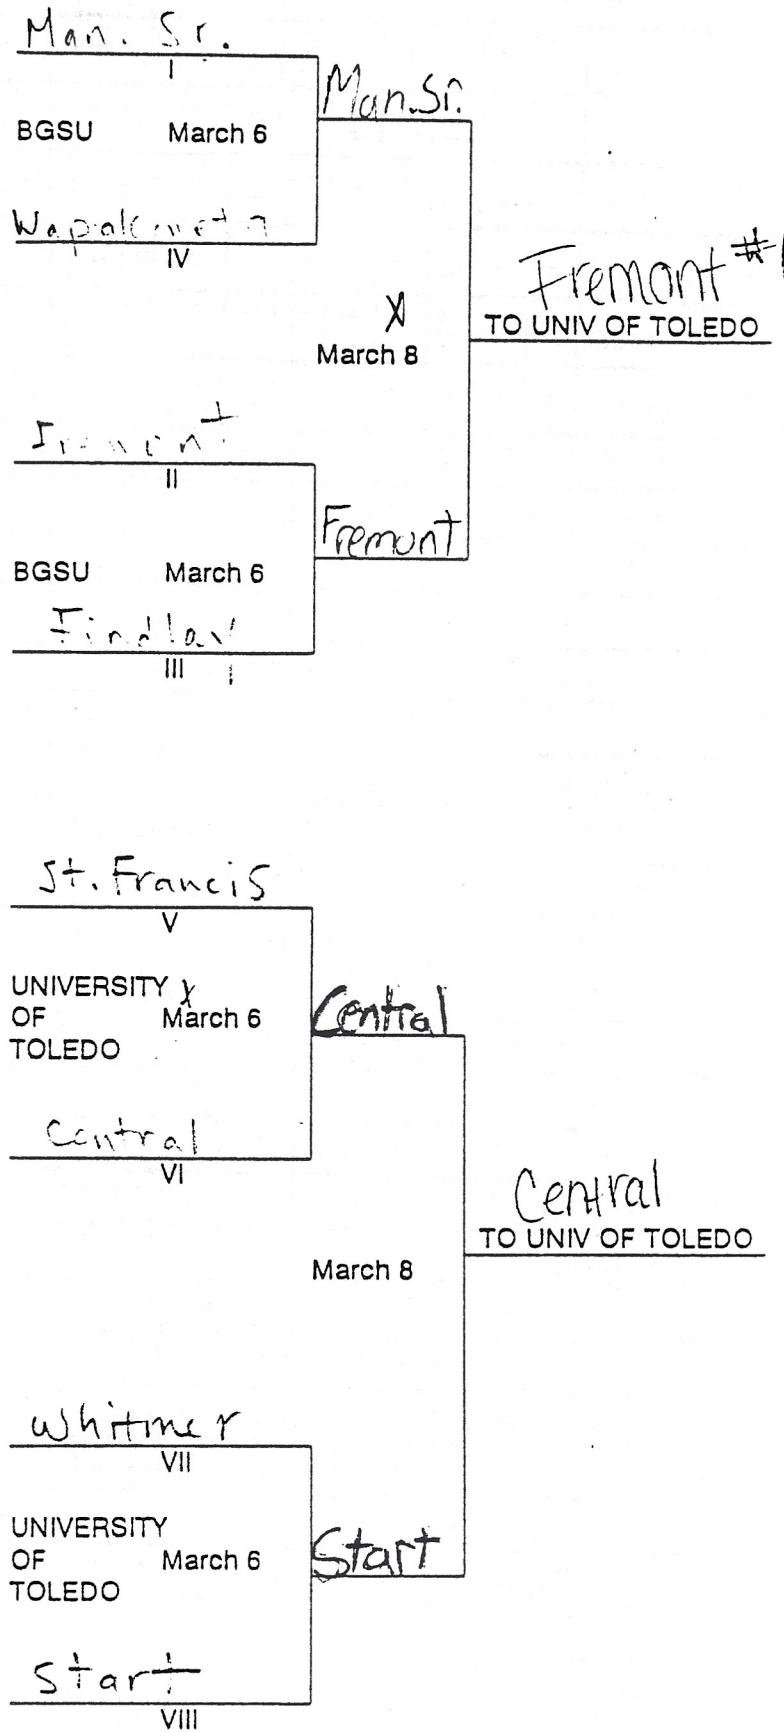 Man. Sr.
I
Man.Sr.
BGSU March 6
IV
Fremont #1
X
TO UNIV OF TOLEDO
March 8
Fremont
II
Fremont
BGSU March 6
Findlay
III
St. Francis
V
UNIVERSITY X
OF March 6
TOLEDO
Central
Central
VI
Central
TO UNIV OF TOLEDO
March 8
Whitmer
VII
UNIVERSITY
OF March 6
TOLEDO
Start
Start
VIII